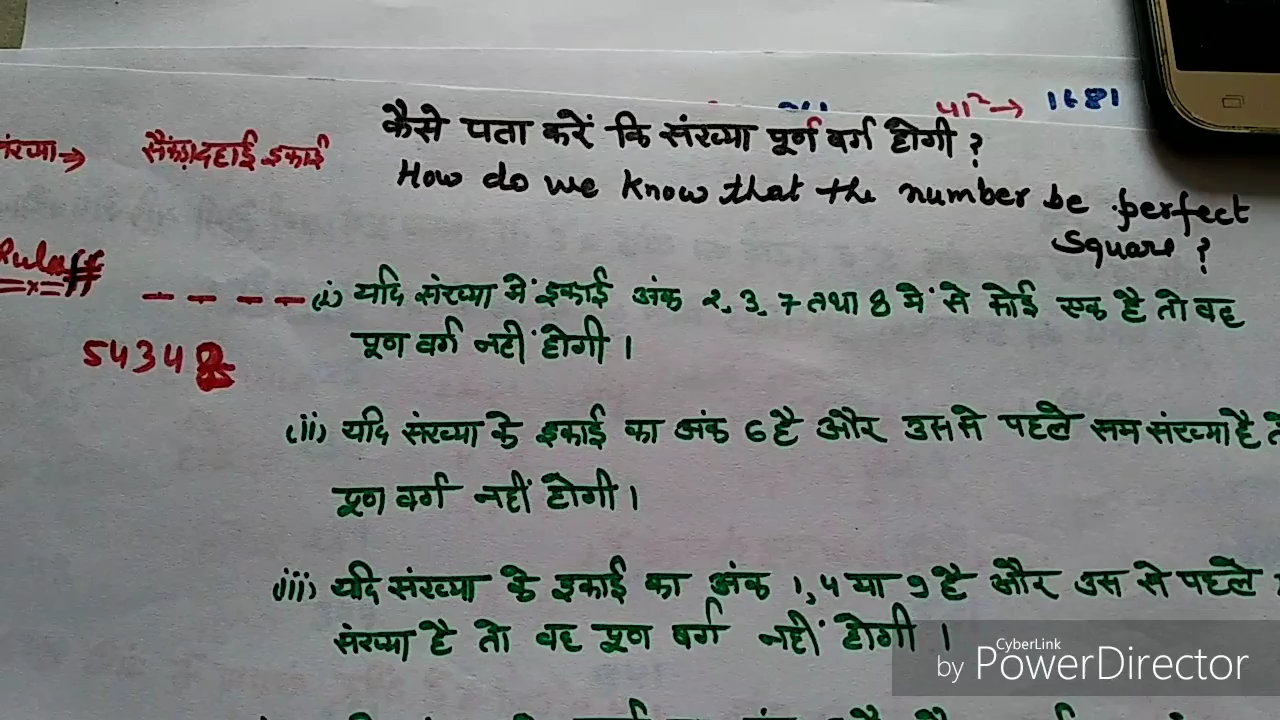 41² → 1681
कैसे पता करें कि संख्या पूर्ण वर्ग होगी ?
सैंकड़ा दहाई इकाई
How do we know that the number be perfect
square ?
(i) यदि संख्या में इकाई अंक 2, 3, 7 तथा 8 में से कोई एक है तो वह
पूर्ण वर्ग नहीं होगी ।
5434
(ii) यदि संख्या के इकाई का अंक 6 है और उससे पहले सम संख्या है
पूर्ण वर्ग नहीं होगी ।
(iii) यदि संख्या के इकाई का अंक 1, 4 या 9 है और उस से पहले
संख्या है तो वह पूर्ण वर्ग नहीं होगी ।
CyberLink
by PowerDirector